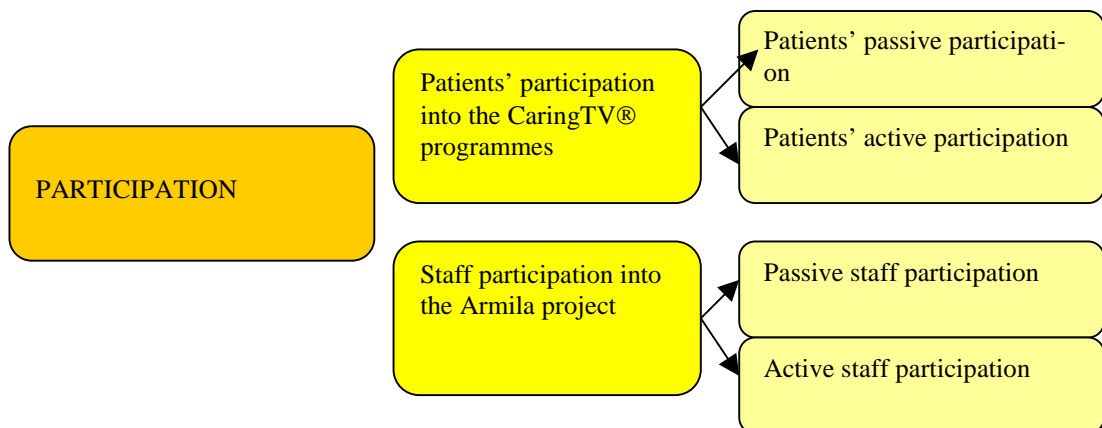 PARTICIPATION
Patients’ participation
into the CaringTV®
programmes
Patients’ passive participati-
on
Patients’ active participation
Staff participation into
the Armila project
Passive staff participation
Active staff participation